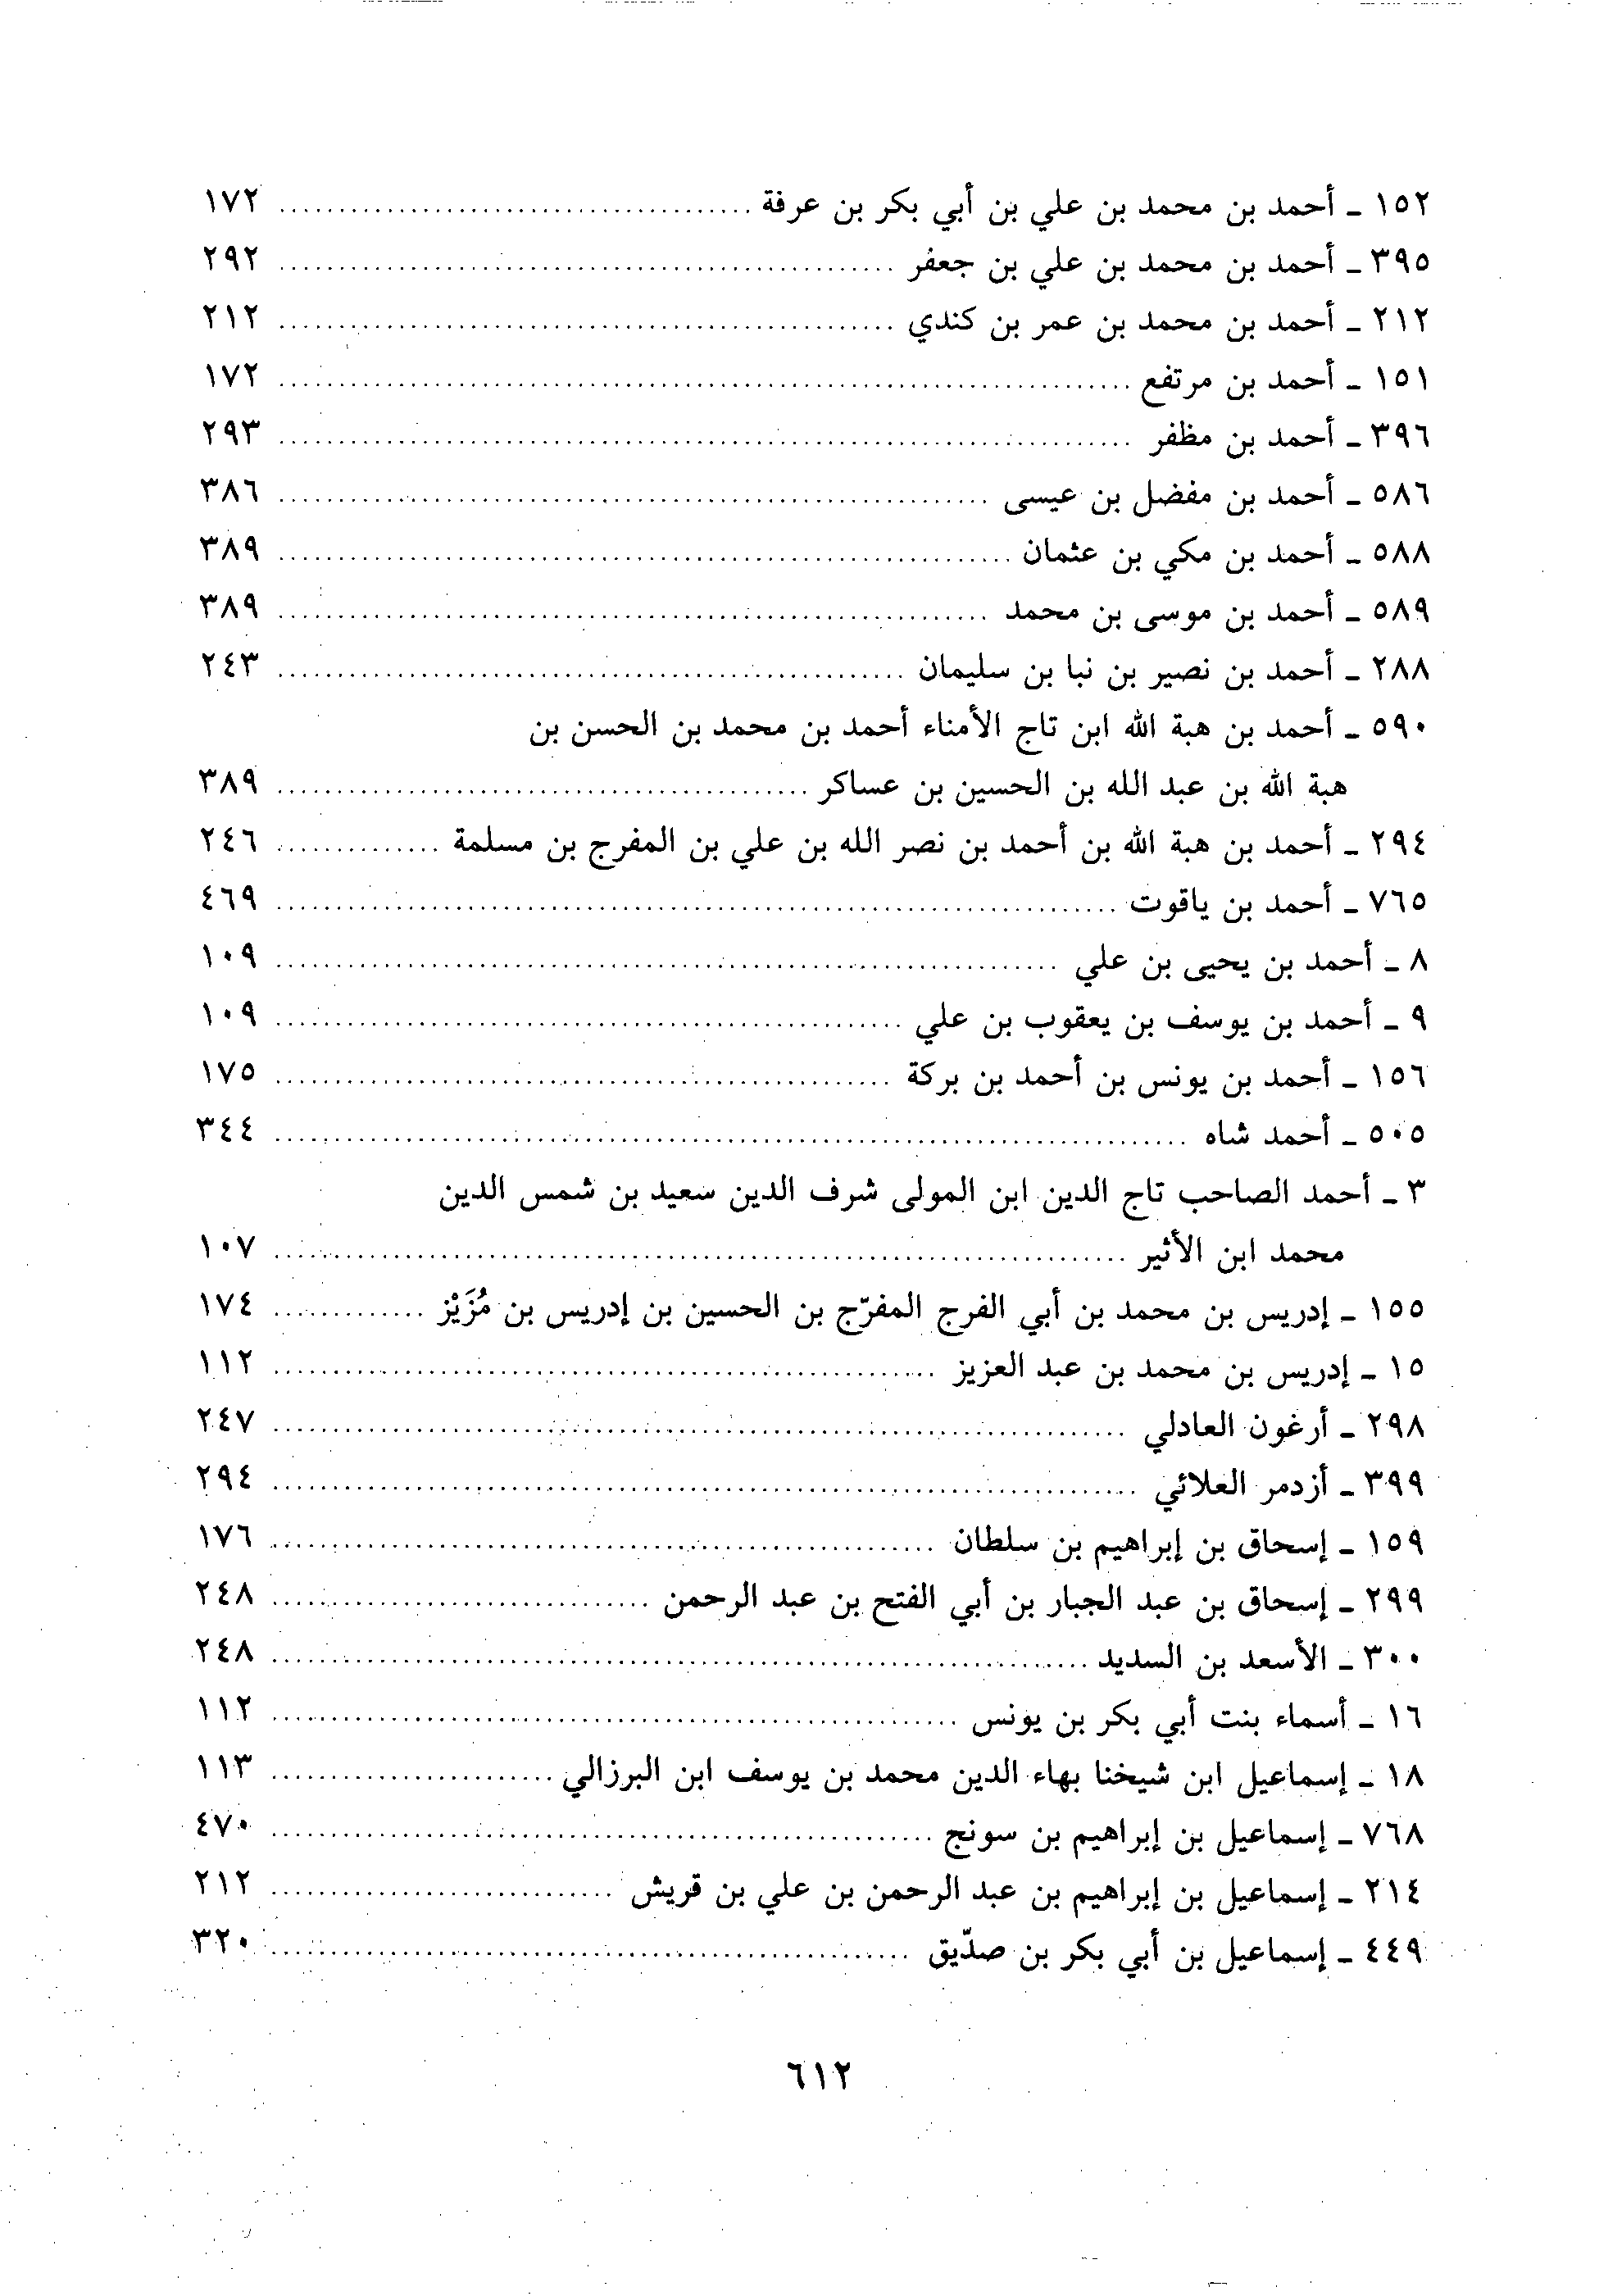 ١٥٢ ـ أحمد بن محمد بن علي بن أبي بكر بن عرفة ........ ١٧٢
٣٩٥ ـ أحمد بن محمد بن علي بن جعفر ........ ٢٩٢
٢١٢ ـ أحمد بن محمد بن عمر بن كندي ........ ٢١٢
١٥١ ـ أحمد بن مرتفع ........ ١٧٢
٣٩٦ ـ أحمد بن مظفر ........ ٢٩٣
٥٨٦ ـ أحمد بن مفضل بن عيسى ........ ٣٨٦
٥٨٨ ـ أحمد بن مكي بن عثمان ........ ٣٨٩
٥٨٩ ـ أحمد بن موسى بن محمد ........ ٣٨٩
٢٨٨ ـ أحمد بن نصير بن نبا بن سليمان ........ ٢٤٣
٥٩٠ ـ أحمد بن هبة الله ابن تاج الأمناء أحمد بن محمد بن الحسن بن
هبة الله بن عبد الله بن الحسين بن عساكر ........ ٣٨٩
٢٩٤ ـ أحمد بن هبة الله بن أحمد بن نصر الله بن علي بن المفرج بن مسلمة ........ ٢٤٦
٧٦٥ ـ أحمد بن ياقوت ........ ٤٦٩
٨ ـ أحمد بن يحيى بن علي ........ ١٠٩
٩ ـ أحمد بن يوسف بن يعقوب بن علي ........ ١٠٩
١٥٦ ـ أحمد بن يونس بن أحمد بن بركة ........ ١٧٥
٥٠٥ ـ أحمد شاه ........ ٣٤٤
٣ ـ أحمد الصاحب تاج الدين ابن المولى شرف الدين سعيد بن شمس الدين
محمد ابن الأثير ........ ١٠٧
١٥٥ ـ إدريس بن محمد بن أبي الفرج المفرّج بن الحسين بن إدريس بن مُزَيْز ........ ١٧٤
١٥ ـ إدريس بن محمد بن عبد العزيز ........ ١١٢
٢٩٨ ـ أرغون العادلي ........ ٢٤٧
٣٩٩ ـ أزدمر العلائي ........ ٢٩٤
١٥٩ ـ إسحاق بن إبراهيم بن سلطان ........ ١٧٦
٢٩٩ ـ إسحاق بن عبد الجبار بن أبي الفتح بن عبد الرحمن ........ ٢٤٨
٣٠٠ ـ الأسعد بن السديد ........ ٢٤٨
١٦ ـ أسماء بنت أبي بكر بن يونس ........ ١١٢
١٨ ـ إسماعيل ابن شيخنا بهاء الدين محمد بن يوسف ابن البرزالي ........ ١١٣
٧٦٨ ـ إسماعيل بن إبراهيم بن سونج ........ ٤٧٠
٢١٤ ـ إسماعيل بن إبراهيم بن عبد الرحمن بن علي بن قريش ........ ٢١٢
٤٤٩ ـ إسماعيل بن أبي بكر بن صدّيق ........ ٣٢٠
٦١٢